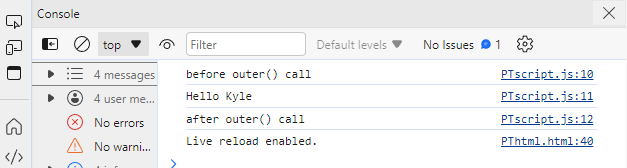 Console
top
Filter
Default levels
No Issues
1
4 messages
4 user me...
No errors
No warni...
before outer() call PTscript.js:10
Hello Kyle PTscript.js:11
after outer() call PTscript.js:12
Live reload enabled. PThtml.html:40